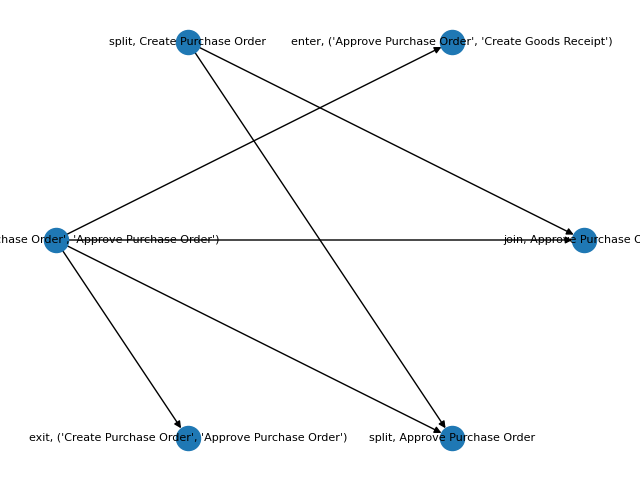 split, Create Purchase Order
enter, ('Approve Purchase Order', 'Create Goods Receipt')
Order', 'Approve Purchase Order')
join, Approve Purchase
exit, ('Create Purchase Order', 'Approve Purchase Order')
split, Approve Purchase Order